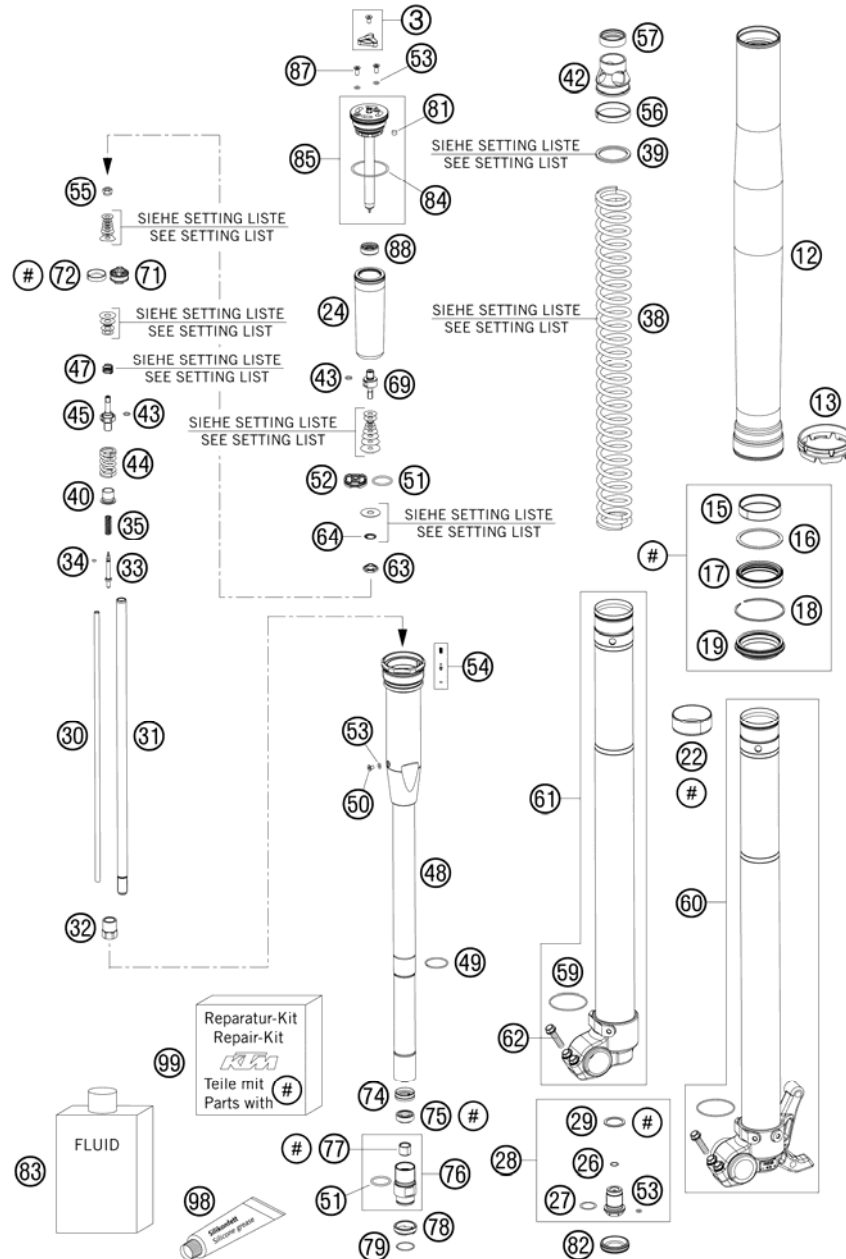 3
87
53
81
85
84
SIEHE SETTING LISTE
SEE SETTING LIST
55
SIEHE SETTING LISTE
SEE SETTING LIST
# 72 71
SIEHE SETTING LISTE
SEE SETTING LIST
47
SIEHE SETTING LISTE
SEE SETTING LIST
45
43
44
40
35
34
33
30
31
32
88
24
43
69
SIEHE SETTING LISTE
SEE SETTING LIST
52
51
SIEHE SETTING LISTE
SEE SETTING LIST
64
63
54
53
50
48
49
74
75 #
# 77
76
51
78
79
57
42
56
39
SIEHE SETTING LISTE
SEE SETTING LIST
38
12
13
15
16
#
17
18
19
22
#
61
60
59
62
29 #
28
26
27
53
82
99
Reparatur-Kit
Repair-Kit
KTM
Teile mit
Parts with #
83
FLUID
98
Silikonfett
Silicone grease